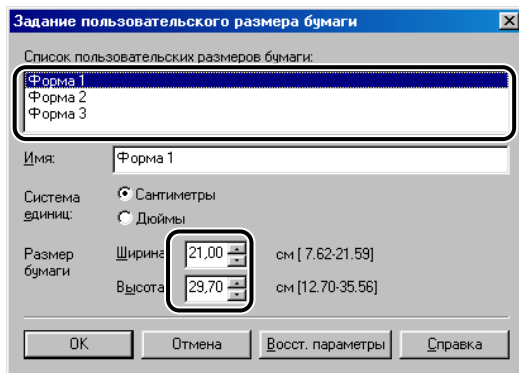 Задание пользовательского размера бумаги
Список пользовательских размеров бумаги:
Форма 1
Форма 2
Форма 3
Имя: Форма 1
Система единиц:
Сантиметры
Дюймы
Размер бумаги
Ширина 21,00 см [ 7.62-21.59]
Высота 29,70 см [12.70-35.56]
OK Отмена Восст. параметры Справка